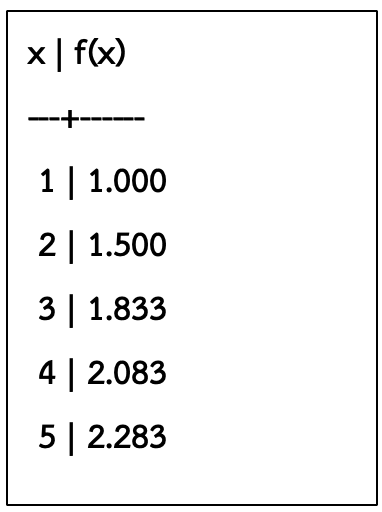 x | f(x)
---+------
1 | 1.000
2 | 1.500
3 | 1.833
4 | 2.083
5 | 2.283